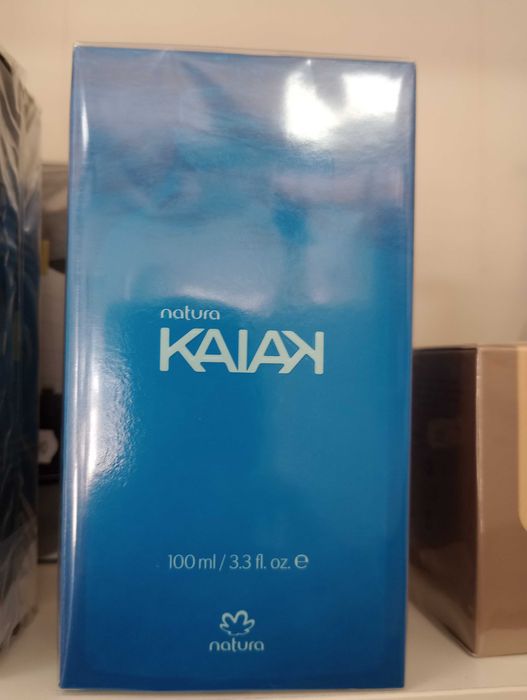 natura
KAIAK
100 ml / 3.3 fl. oz. ℮
natura